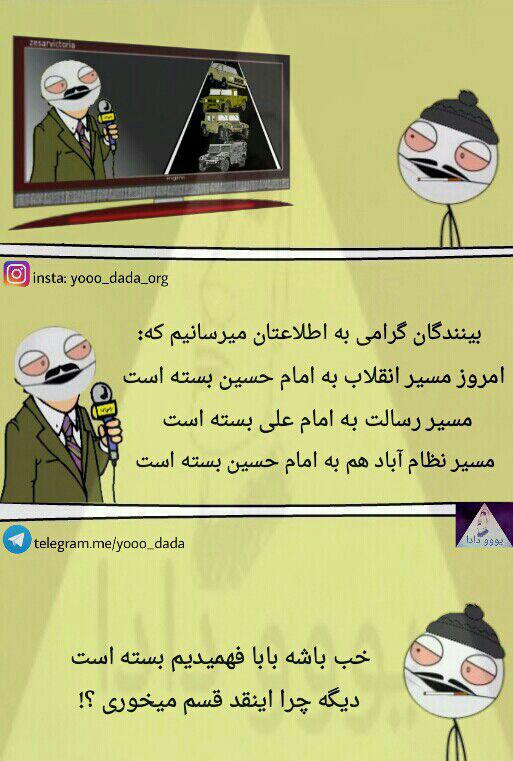 zesarvictoria
insta: yooo_dada_org
بینندگان گرامی به اطلاعتان میرسانیم که:
امروز مسیر انقلاب به امام حسین بسته است
مسیر رسالت به امام علی بسته است
مسیر نظام آباد هم به امام حسین بسته است
telegram.me/yooo_dada
یووو دادا
خب باشه بابا فهمیدیم بسته است
دیگه چرا اینقد قسم میخوری ؟!
یووو دادا